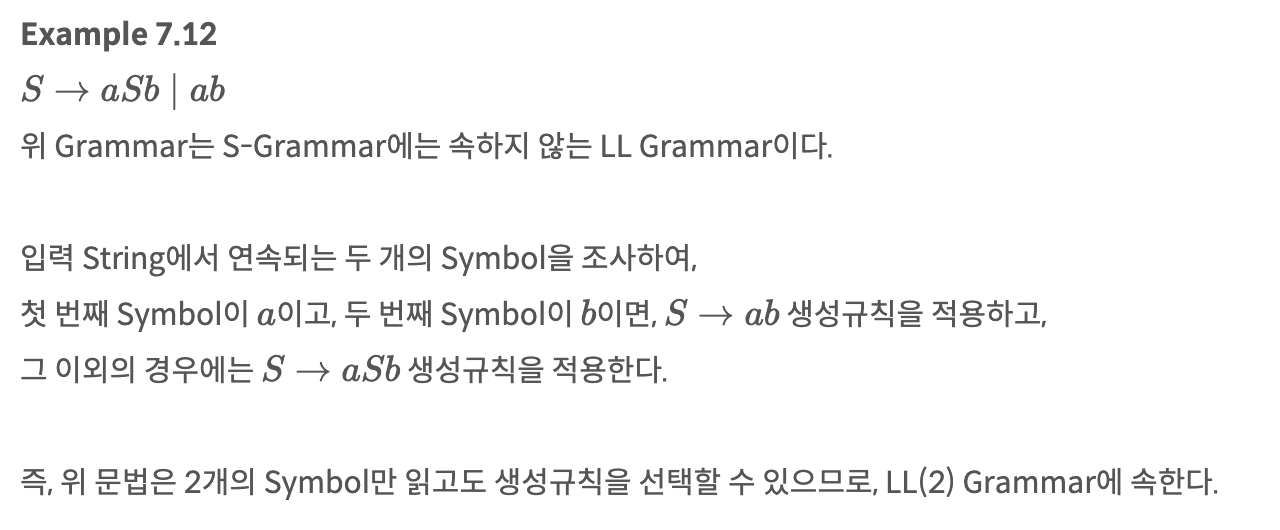 Example 7.12
S → aSb | ab
위 Grammar는 S-Grammar에는 속하지 않는 LL Grammar이다.
입력 String에서 연속되는 두 개의 Symbol을 조사하여,
첫 번째 Symbol이 a이고, 두 번째 Symbol이 b이면, S → ab 생성규칙을 적용하고,
그 이외의 경우에는 S → aSb 생성규칙을 적용한다.
즉, 위 문법은 2개의 Symbol만 읽고도 생성규칙을 선택할 수 있으므로, LL(2) Grammar에 속한다.